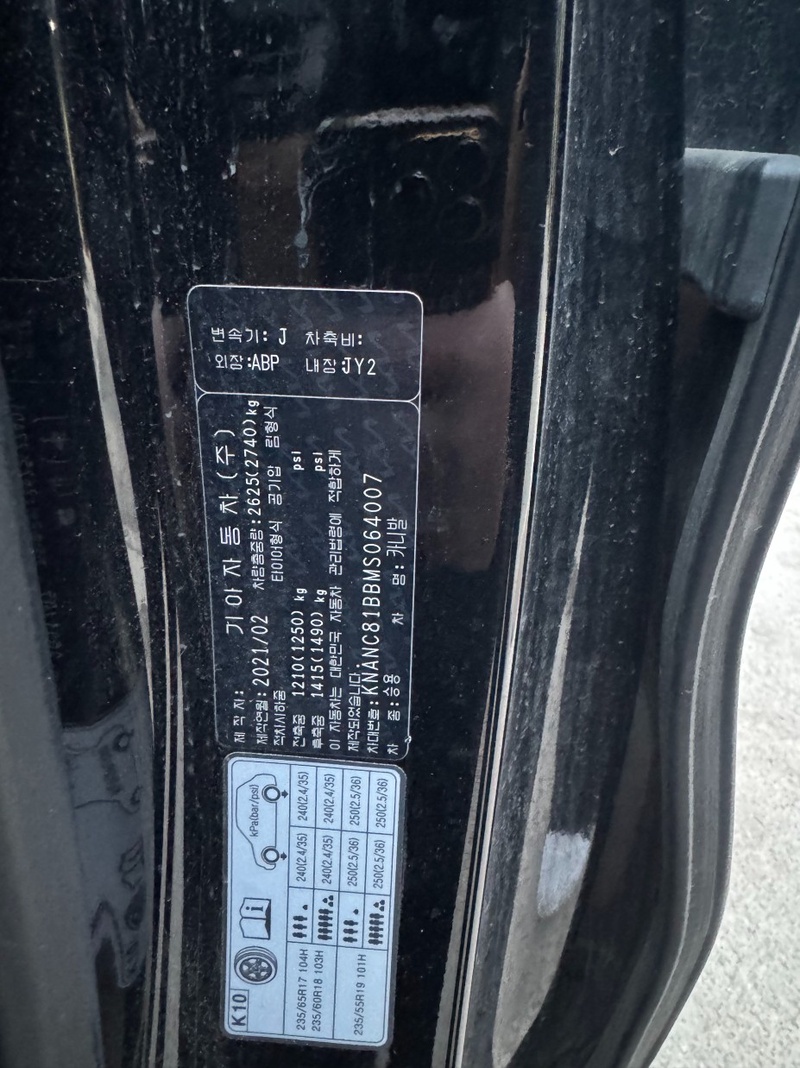 변속기: J 차축비:
외장:ABP 내장:JY2
제 작 자: 기 아 자 동 차 (주)
제작연월:2021/02 차량총중량:2625(2740)kg
적차시하중 타이어형식 공기압 림형식
전축중 1210(1250) kg psi
후축중 1415(1490) kg psi
이 자동차는 대한민국 자동차 관리법령에 적합하게
제작되었습니다.
차대번호:KNANC81BBMS064007
차 종:승용 차 명:카니발
K10 i kPa(bar/psi)
235/65R17 104H 240(2.4/35) 240(2.4/35)
235/60R18 103H 240(2.4/35) 240(2.4/35)
235/55R19 101H 250(2.5/36) 250(2.5/36)
250(2.5/36) 250(2.5/36)